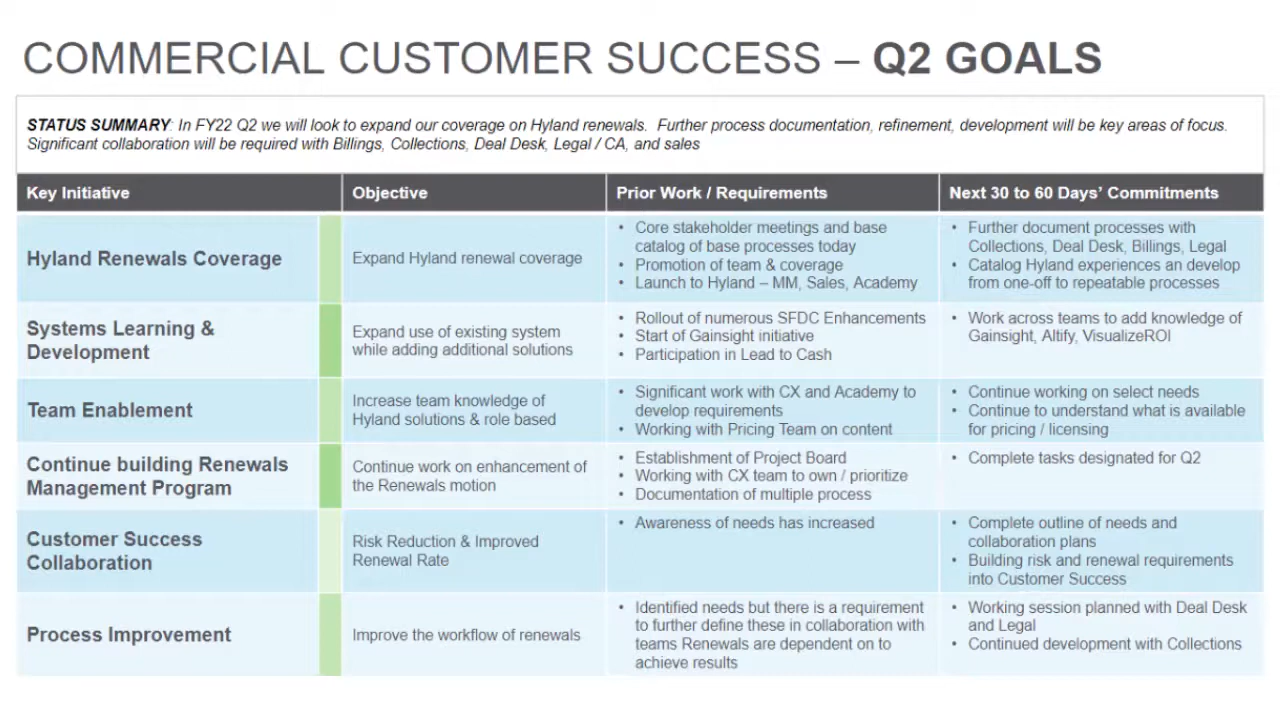 COMMERCIAL CUSTOMER SUCCESS – Q2 GOALS
STATUS SUMMARY: In FY22 Q2 we will look to expand our coverage on Hyland renewals. Further process documentation, refinement, development will be key areas of focus.
Significant collaboration will be required with Billings, Collections, Deal Desk, Legal / CA, and sales
Key Initiative
Objective
Prior Work / Requirements
Next 30 to 60 Days' Commitments
Hyland Renewals Coverage
Expand Hyland renewal coverage
• Core stakeholder meetings and base
catalog of base processes today
• Promotion of team & coverage
• Launch to Hyland – MM, Sales, Academy
• Further document processes with
Collections, Deal Desk, Billings, Legal
• Catalog Hyland experiences an develop
from one-off to repeatable processes
Systems Learning &
Development
Expand use of existing system
while adding additional solutions
• Rollout of numerous SFDC Enhancements
• Start of Gainsight initiative
• Participation in Lead to Cash
• Work across teams to add knowledge of
Gainsight, Altify, VisualizeROI
Team Enablement
Increase team knowledge of
Hyland solutions & role based
• Significant work with CX and Academy to
develop requirements
• Working with Pricing Team on content
• Continue working on select needs
• Continue to understand what is available
for pricing / licensing
Continue building Renewals
Management Program
Continue work on enhancement of
the Renewals motion
• Establishment of Project Board
• Working with CX team to own / prioritize
• Documentation of multiple process
• Complete tasks designated for Q2
Customer Success
Collaboration
Risk Reduction & Improved
Renewal Rate
• Awareness of needs has increased
• Complete outline of needs and
collaboration plans
• Building risk and renewal requirements
into Customer Success
Process Improvement
Improve the workflow of renewals
• Identified needs but there is a requirement
to further define these in collaboration with
teams Renewals are dependent on to
achieve results
• Working session planned with Deal Desk
and Legal
• Continued development with Collections